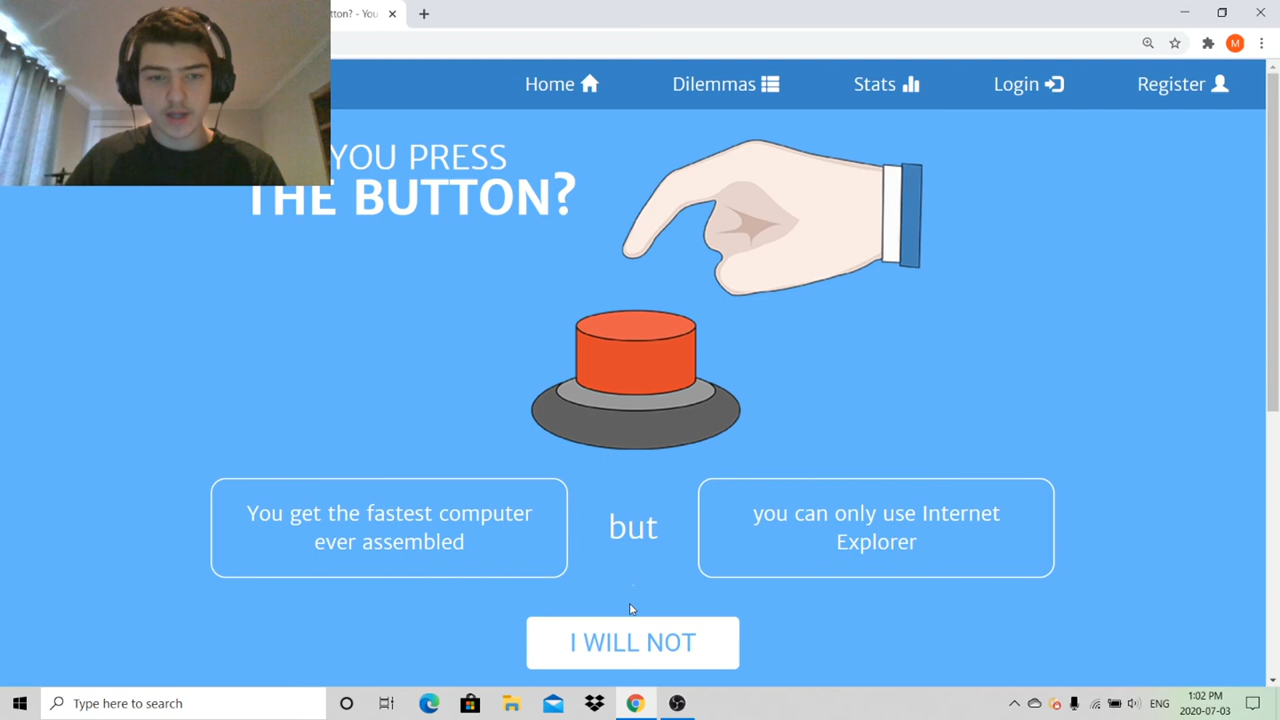 tton? - You
M
Home
Dilemmas
Stats
Login
Register
YOU PRESS
THE BUTTON?
You get the fastest computer
ever assembled
but
you can only use Internet
Explorer
I WILL NOT
Type here to search
ENG
1:02 PM
2020-07-03